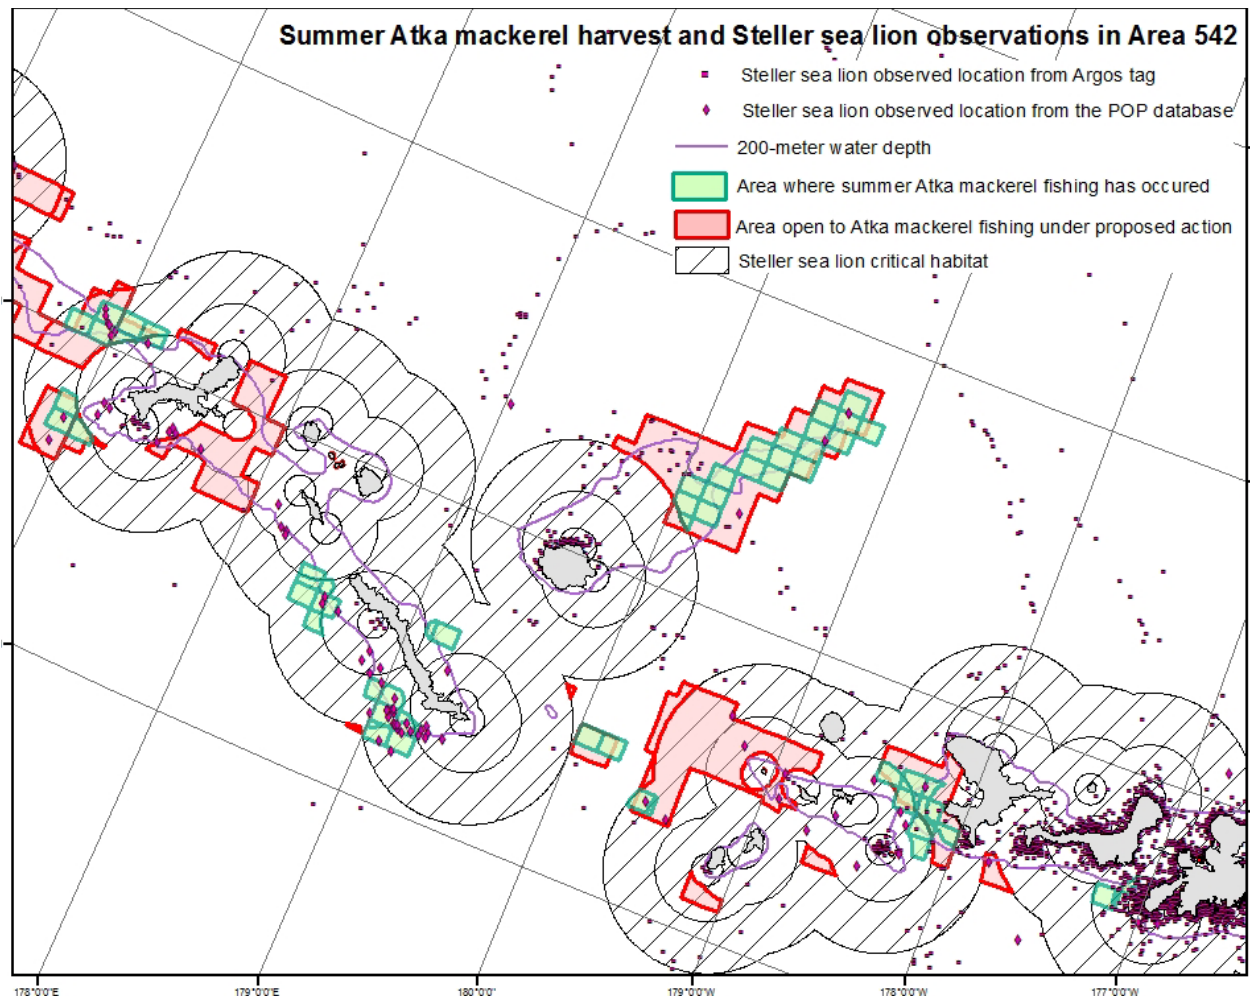 Summer Atka mackerel harvest and Steller sea lion observations in Area 542
Steller sea lion observed location from Argos tag
Steller sea lion observed location from the POP database
200-meter water depth
Area where summer Atka mackerel fishing has occured
Area open to Atka mackerel fishing under proposed action
Steller sea lion critical habitat
178°0'0"E 179°0'0"E 180°0'0" 179°0'0"W 178°0'0"W 177°0'0"W